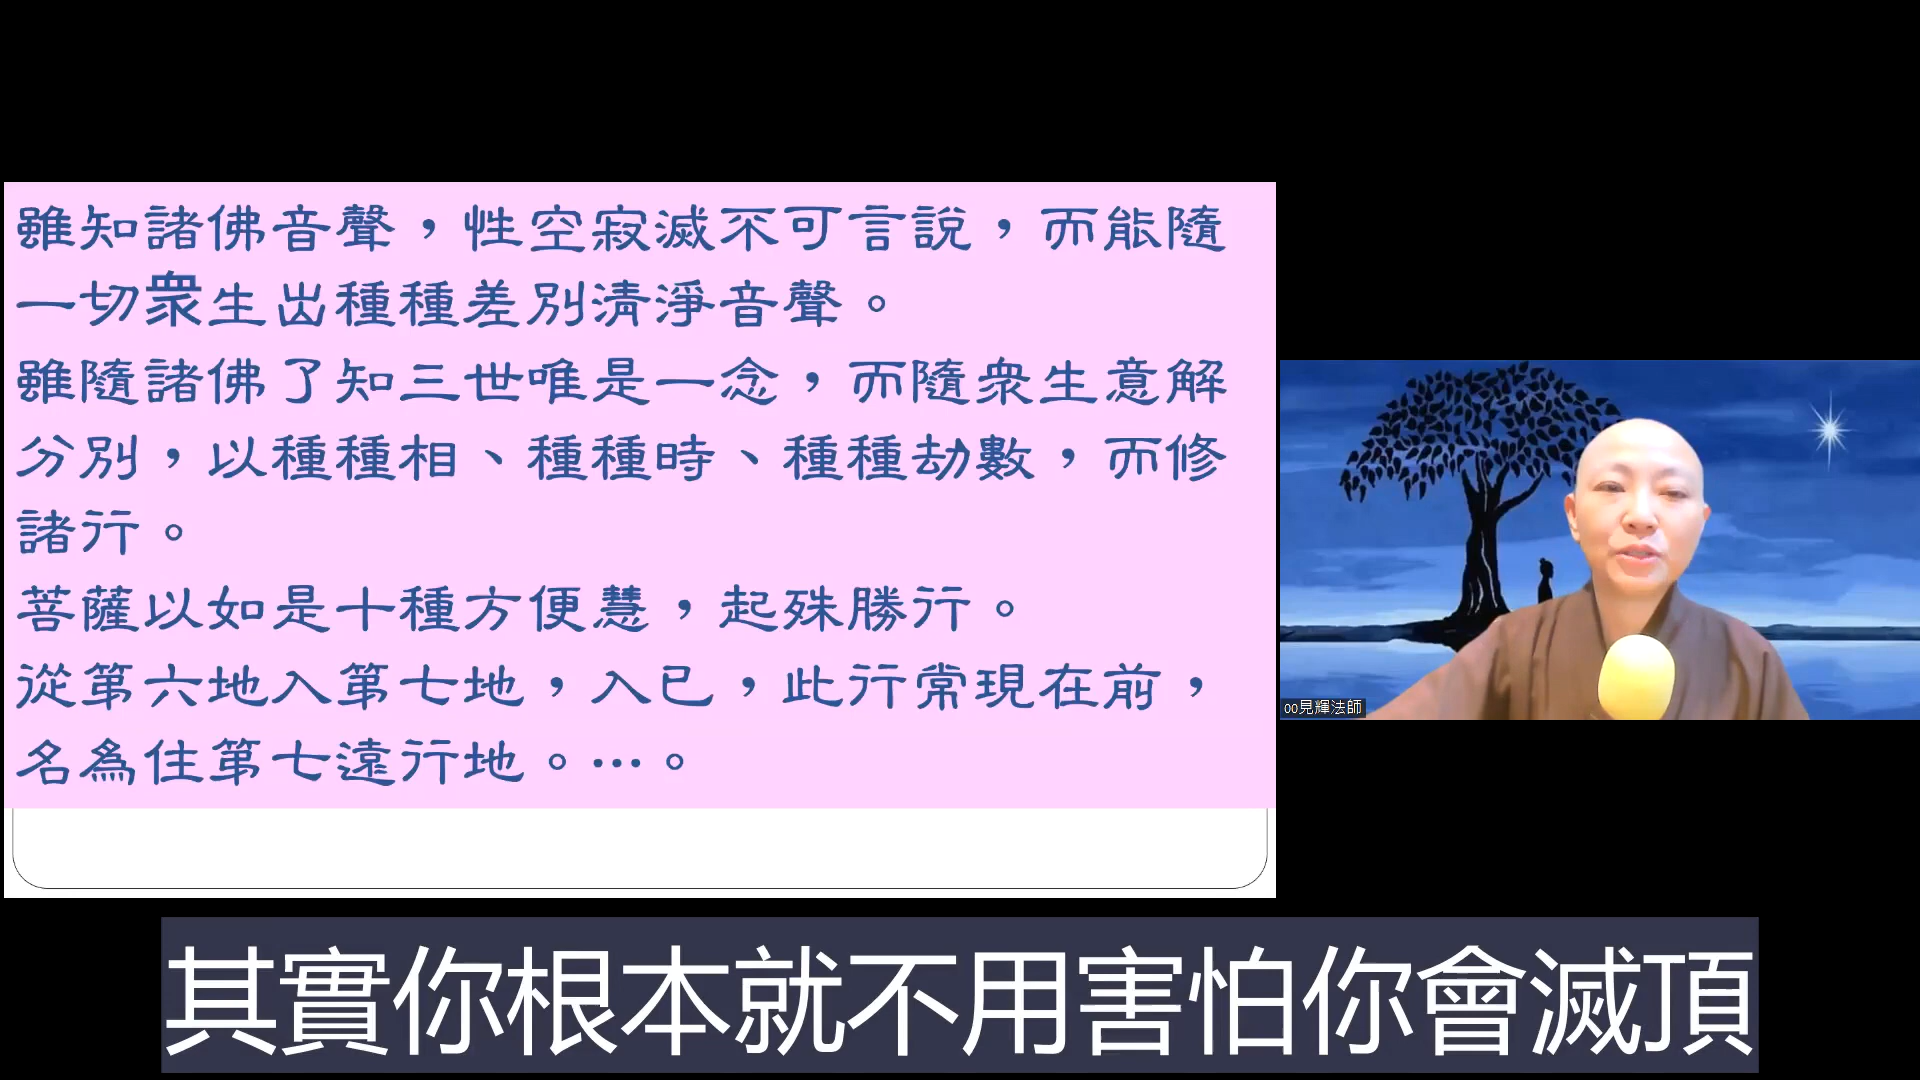 雖知諸佛音聲,性空寂滅不可言說,而能隨
一切眾生出種種差別清淨音聲。
雖隨諸佛了知三世唯是一念,而隨眾生意解
分別,以種種相、種種時、種種劫數,而修
諸行。
菩薩以如是十種方便慧,起殊勝行。
從第六地入第七地,入已,此行常現在前,
名為住第七遠行地。…。
oo見輝法師
其實你根本就不用害怕你會滅頂